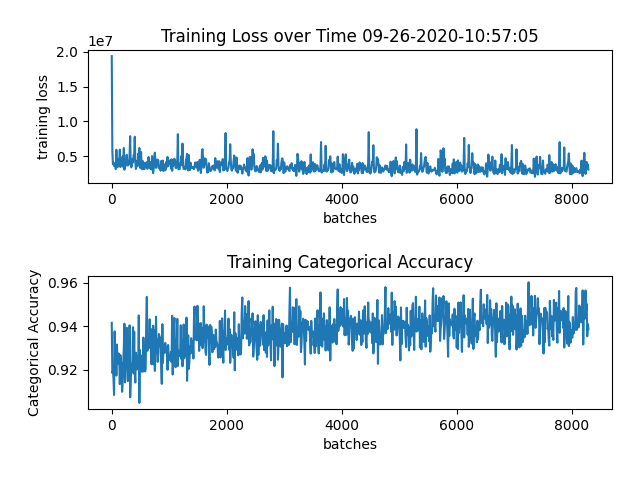 Training Loss over Time 09-26-2020-10:57:05
1e7
2.0
1.5
1.0
0.5
training loss
0 2000 4000 6000 8000
batches
Training Categorical Accuracy
0.96
0.94
0.92
Categorical Accuracy
0 2000 4000 6000 8000
batches